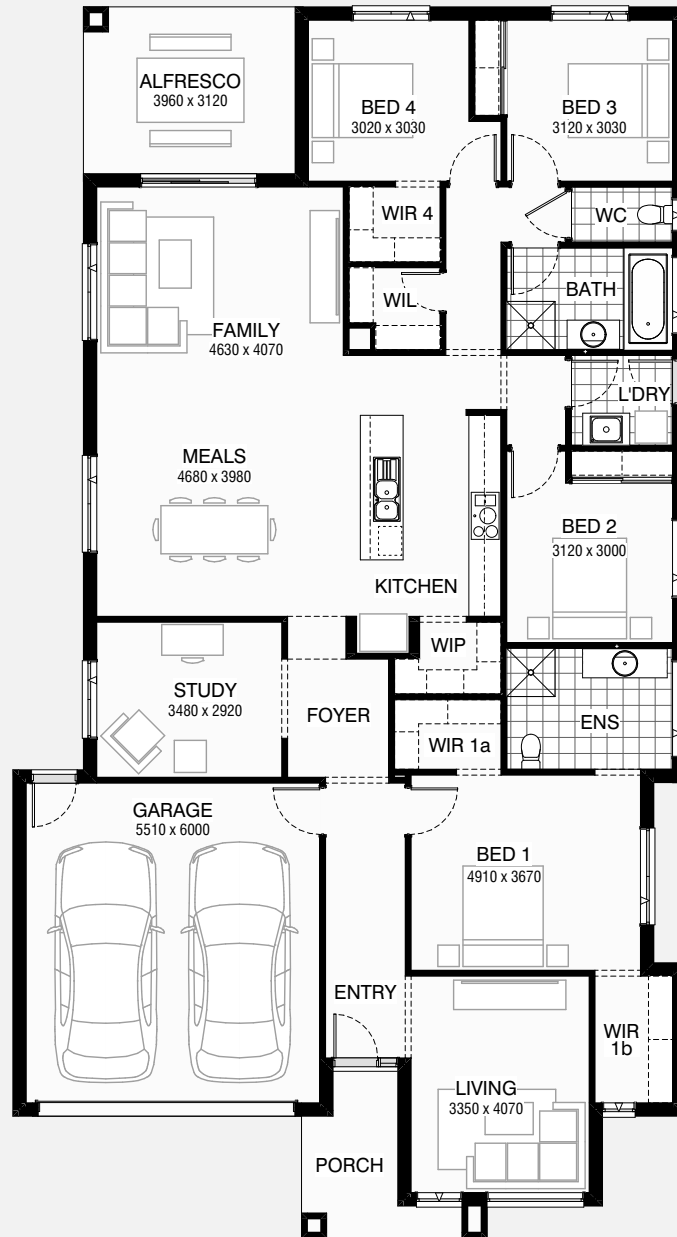 ALFRESCO
3960 x 3120
BED 4
3020 x 3030
BED 3
3120 x 3030
WIR 4
WC
WIL
BATH
FAMILY
4630 x 4070
L'DRY
MEALS
4680 x 3980
BED 2
3120 x 3000
KITCHEN
WIP
STUDY
3480 x 2920
FOYER
ENS
WIR 1a
GARAGE
5510 x 6000
BED 1
4910 x 3670
ENTRY
WIR
1b
LIVING
3350 x 4070
PORCH